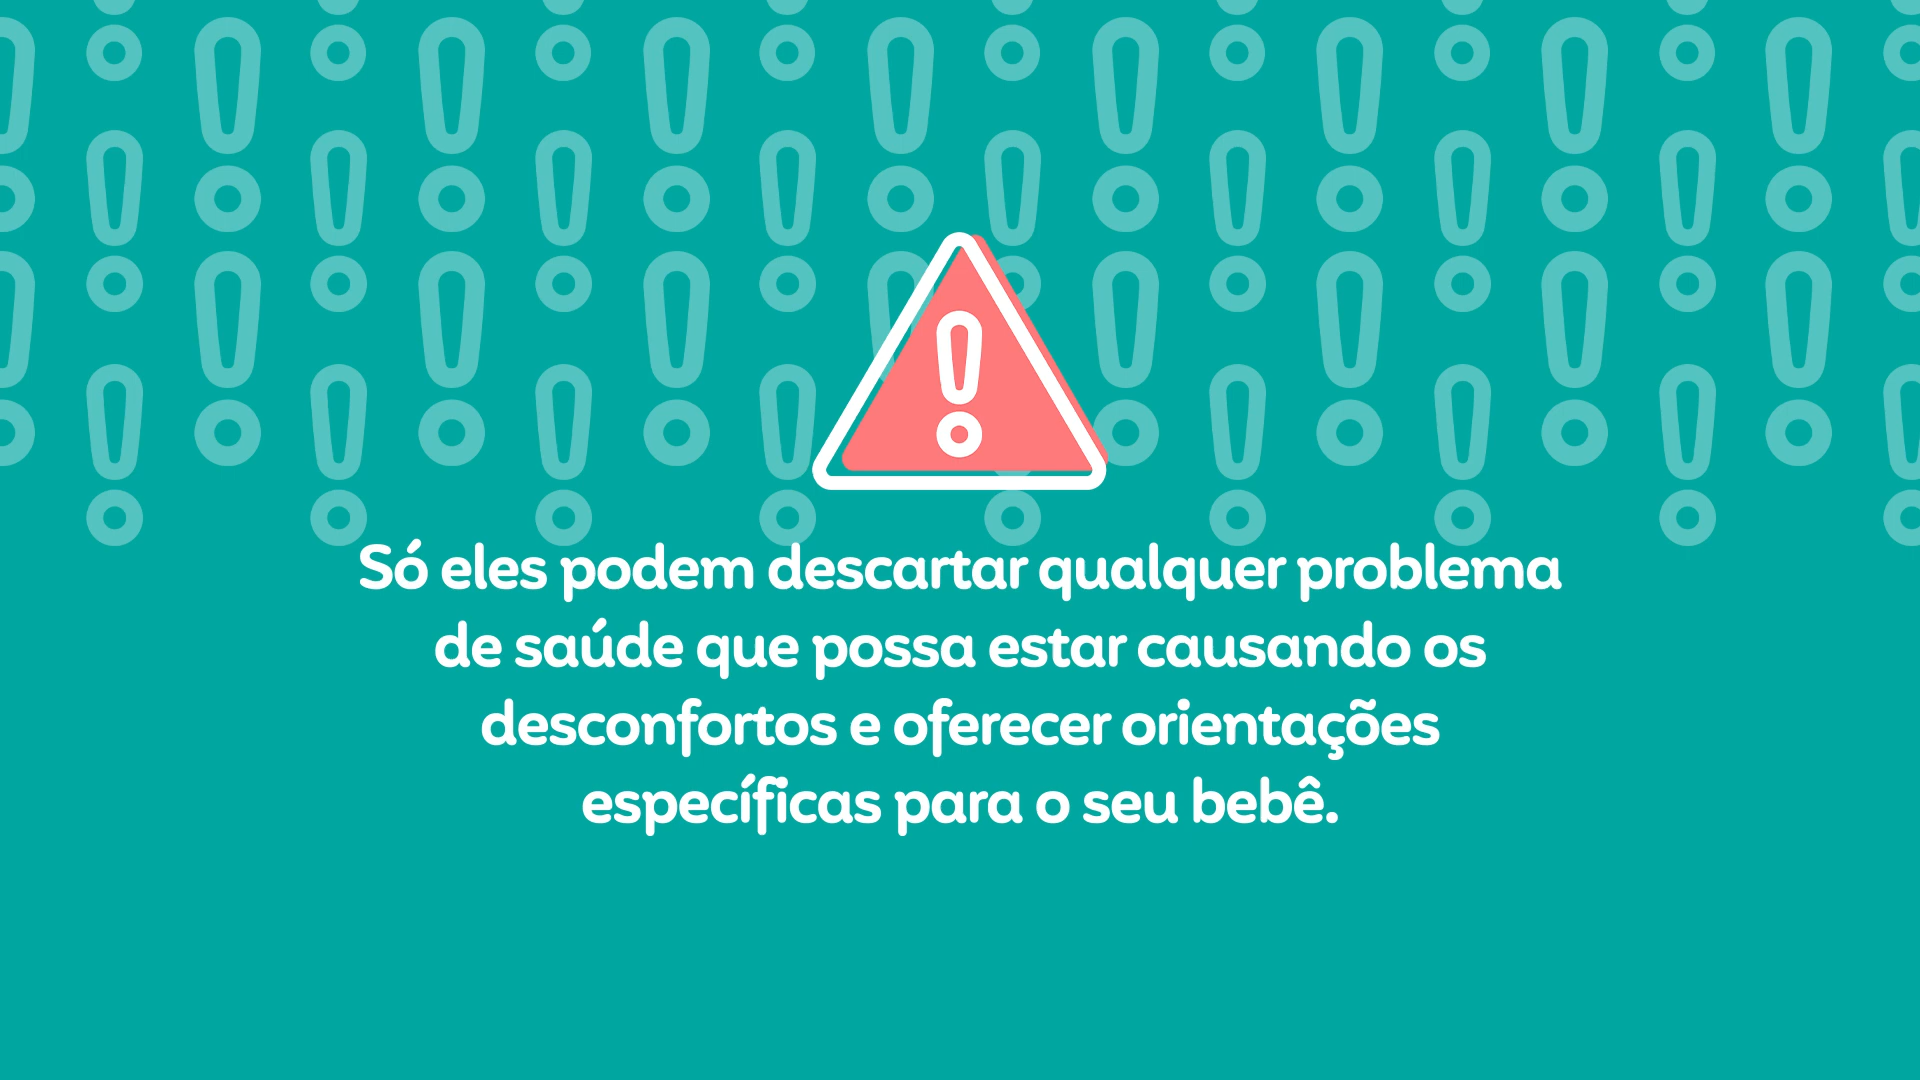 Só eles podem descartar qualquer problema
de saúde que possa estar causando os
desconfortos e oferecer orientações
específicas para o seu bebê.